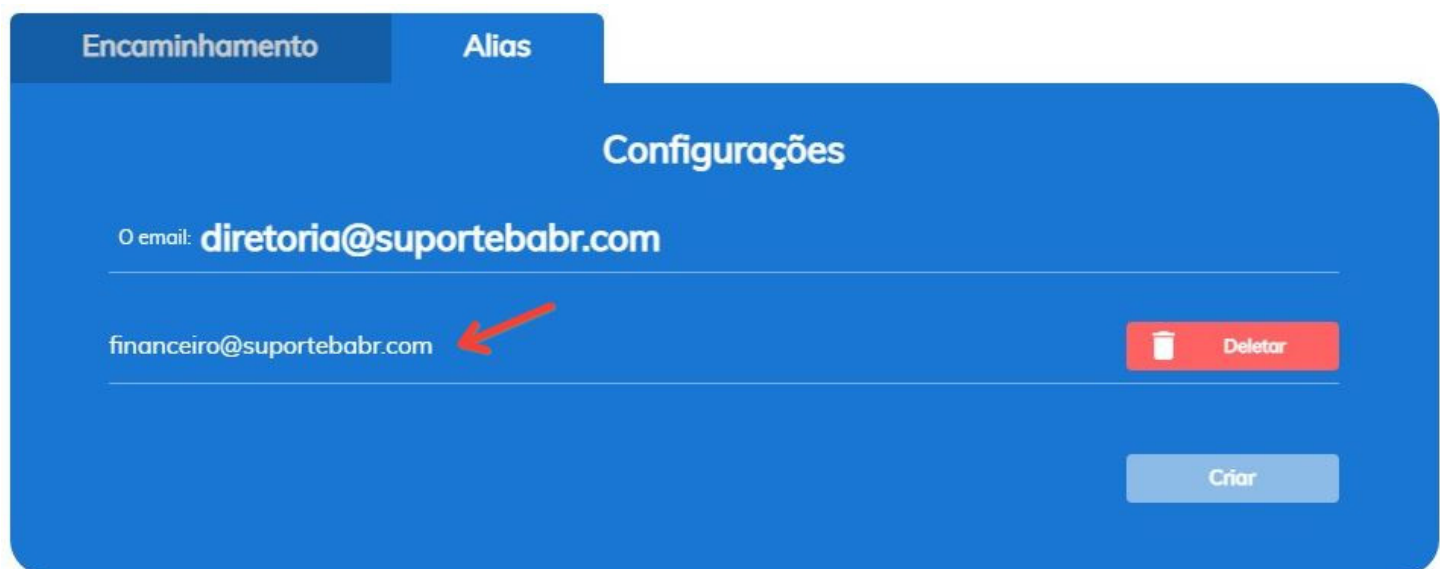 Encaminhamento Alias
Configurações
O email: diretoria@suportebabr.com
financeiro@suportebabr.com Deletar
Criar